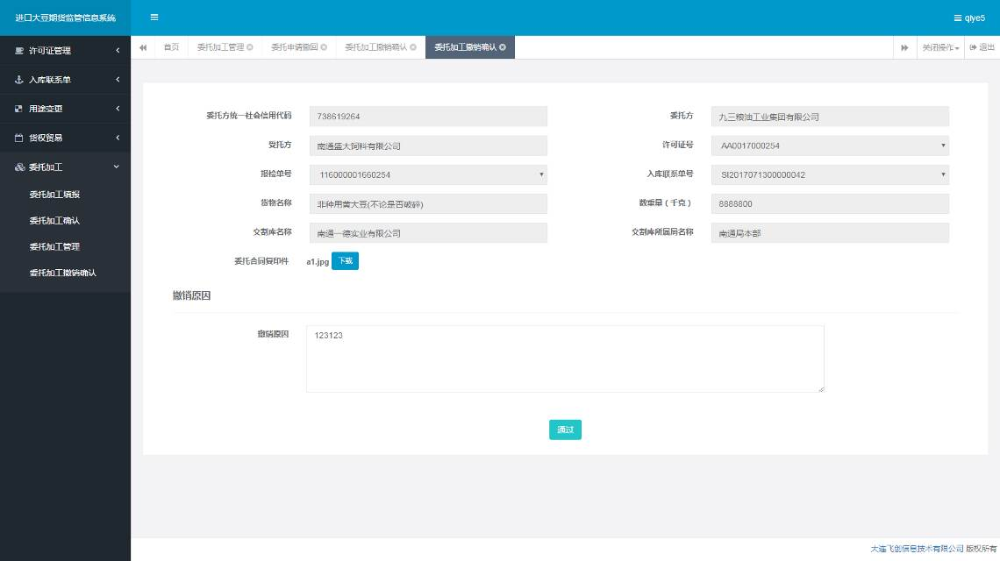 进口大豆期货监管信息系统
qlye5
首页 委托加工管理 委托申请撤回 委托加工撤销确认 委托加工撤销确认 关闭操作 退出
许可证管理
入库联系单
用途变更
货权贸易
委托加工
委托加工填报
委托加工确认
委托加工管理
委托加工撤销确认
委托方统一社会信用代码 738619264 委托方 九三粮油工业集团有限公司
受托方 南通盛大饲料有限公司 许可证号 AA0017000254
报检单号 116000001660254 入库联系单号 SI2017071300000042
货物名称 非种用黄大豆(不论是否破碎) 数重量（千克） 8888800
交割库名称 南通一德实业有限公司 交割库所属局名称 南通局本部
委托合同复印件 a1.jpg 下载
撤销原因
撤销原因 123123
通过
大连飞创信息技术有限公司 版权所有